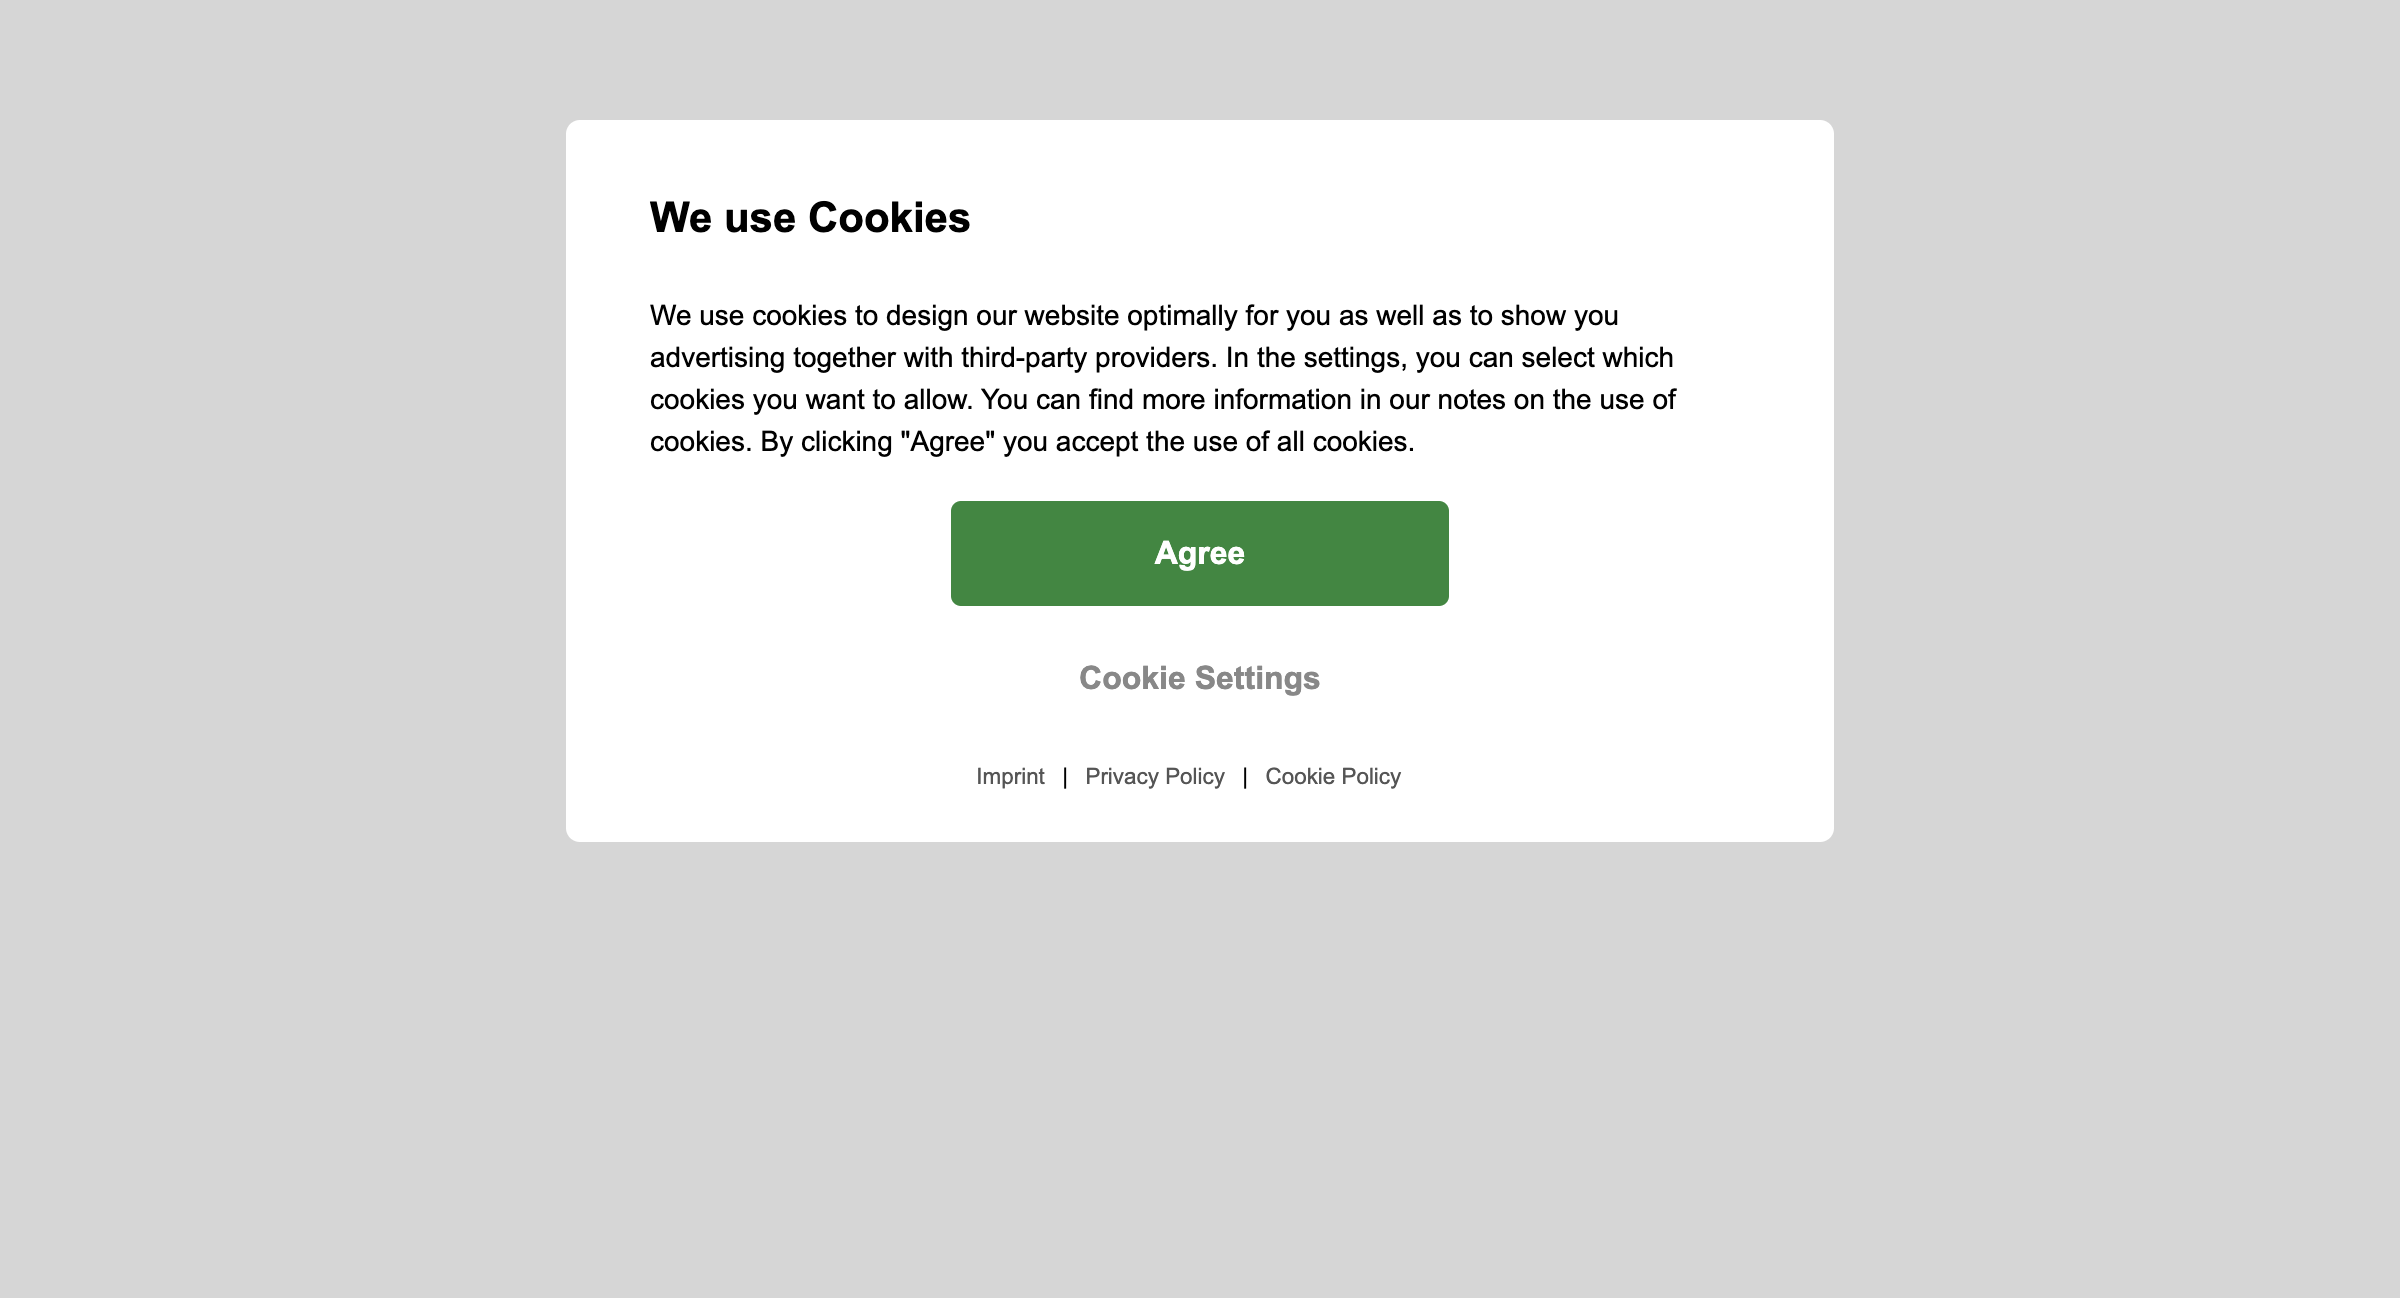 We use Cookies
We use cookies to design our website optimally for you as well as to show you
advertising together with third-party providers. In the settings, you can select which
cookies you want to allow. You can find more information in our notes on the use of
cookies. By clicking "Agree" you accept the use of all cookies.
Agree
Cookie Settings
Imprint | Privacy Policy | Cookie Policy